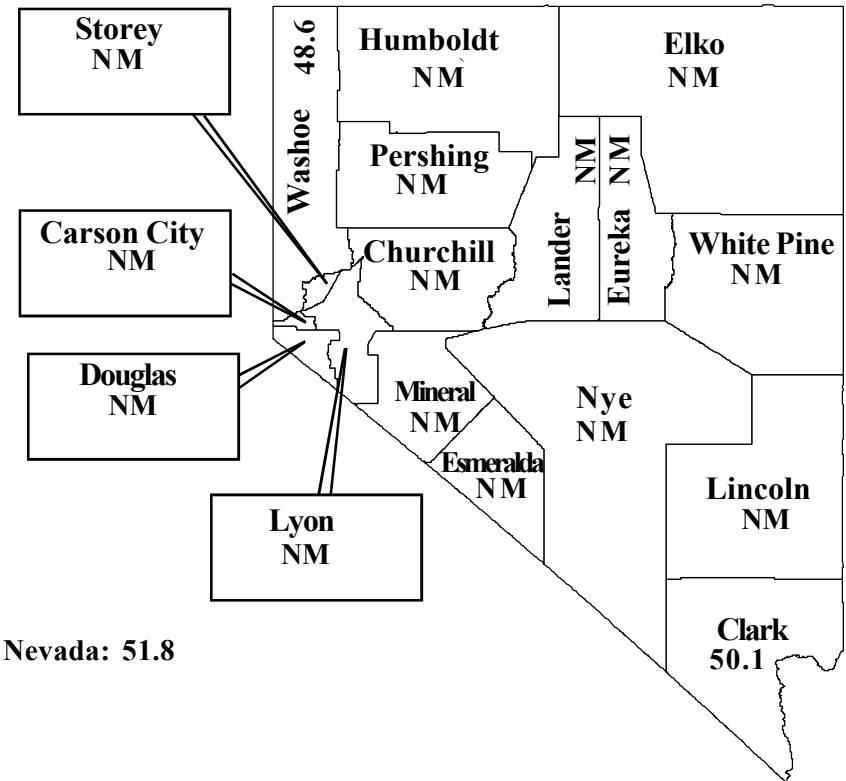 Storey
NM
Washoe 48.6
Humboldt
NM
Elko
NM
Pershing
NM
Lander NM
Eureka NM
Carson City
NM
Churchill
NM
White Pine
NM
Douglas
NM
Mineral
NM
Nye
NM
Esmeralda
NM
Lincoln
NM
Lyon
NM
Clark
50.1
Nevada: 51.8